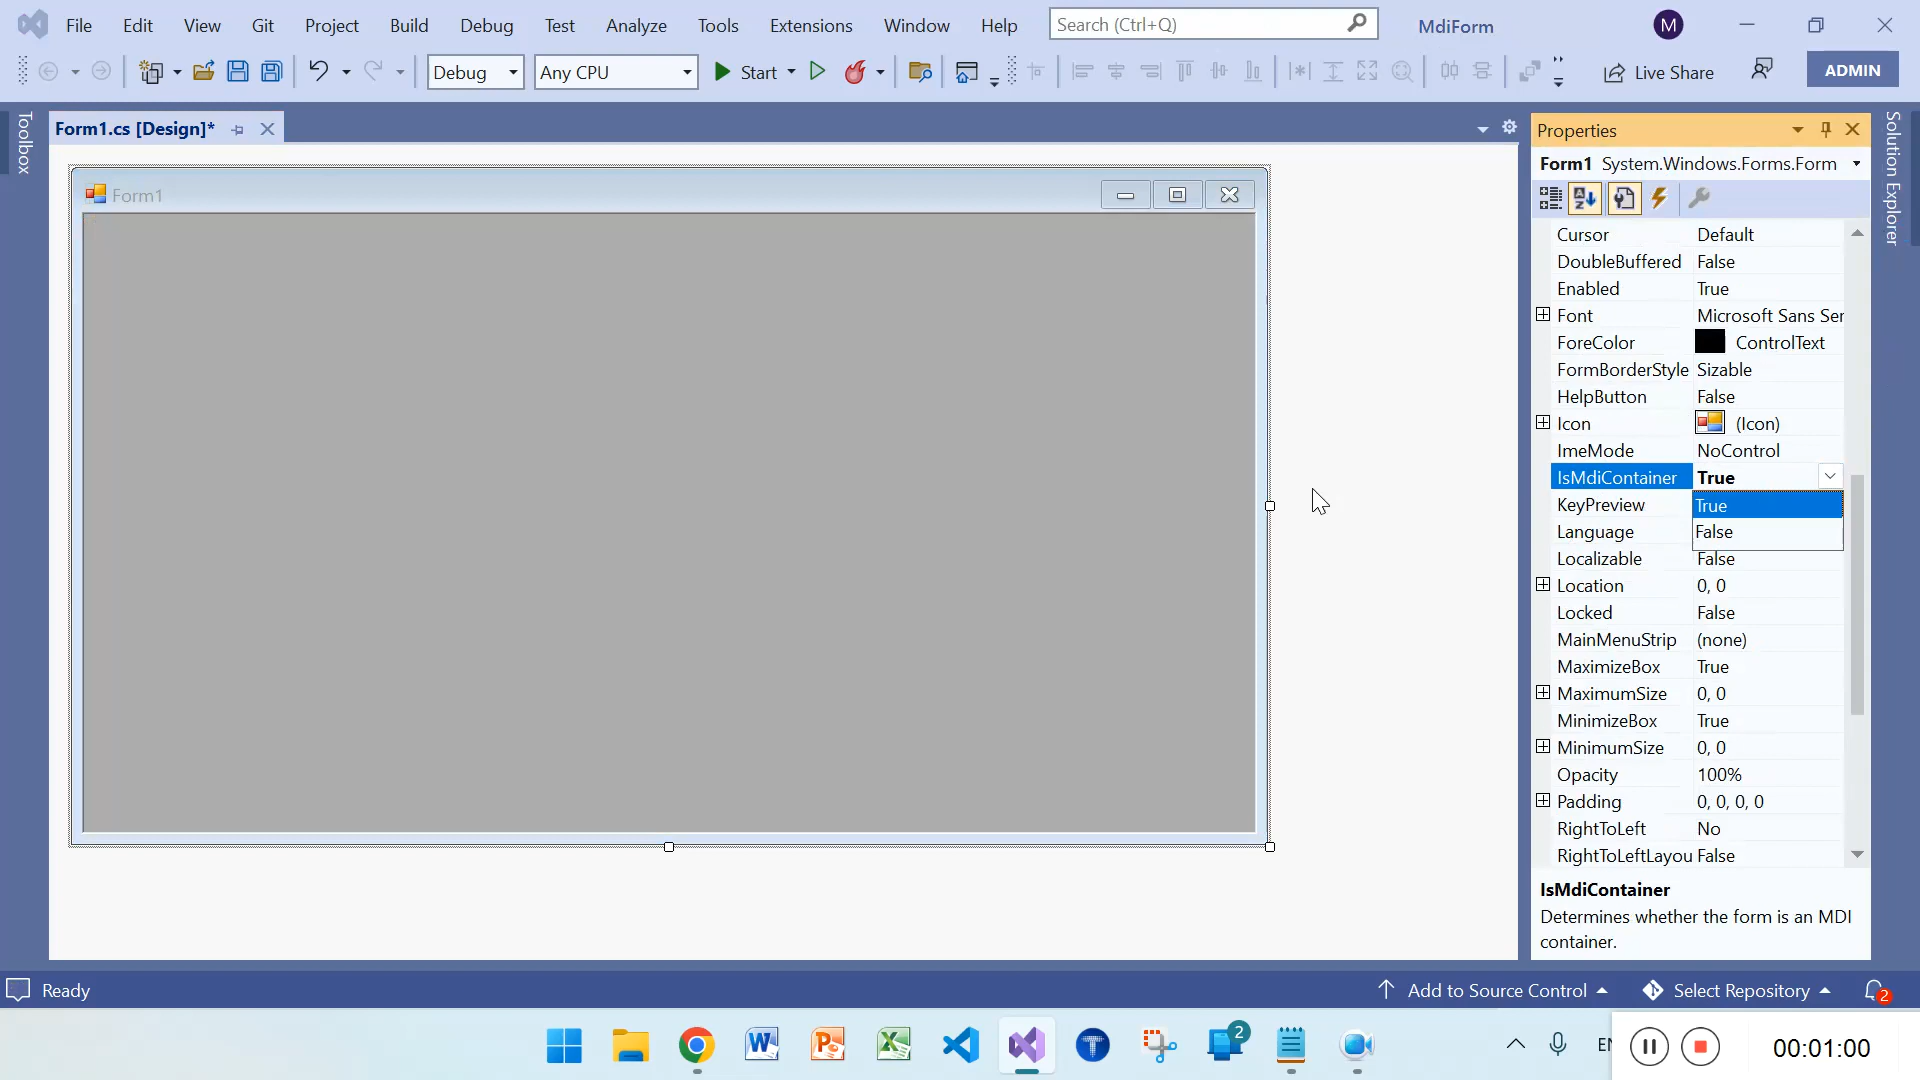 File Edit View Git Project Build Debug Test Analyze Tools Extensions Window Help Search (Ctrl+Q) MdiForm M
Debug Any CPU Start Live Share ADMIN
Toolbox
Form1.cs [Design]*
Form1
Properties
Form1 System.Windows.Forms.Form
Cursor Default
DoubleBuffered False
Enabled True
Font Microsoft Sans Ser
ForeColor ControlText
FormBorderStyle Sizable
HelpButton False
Icon (Icon)
ImeMode NoControl
IsMdiContainer True
KeyPreview True
Language False
Localizable False
Location 0, 0
Locked False
MainMenuStrip (none)
MaximizeBox True
MaximumSize 0, 0
MinimizeBox True
MinimumSize 0, 0
Opacity 100%
Padding 0, 0, 0, 0
RightToLeft No
RightToLeftLayou False
IsMdiContainer
Determines whether the form is an MDI
container.
Solution Explorer
Ready Add to Source Control Select Repository 2
W P X T 2 EN 00:01:00